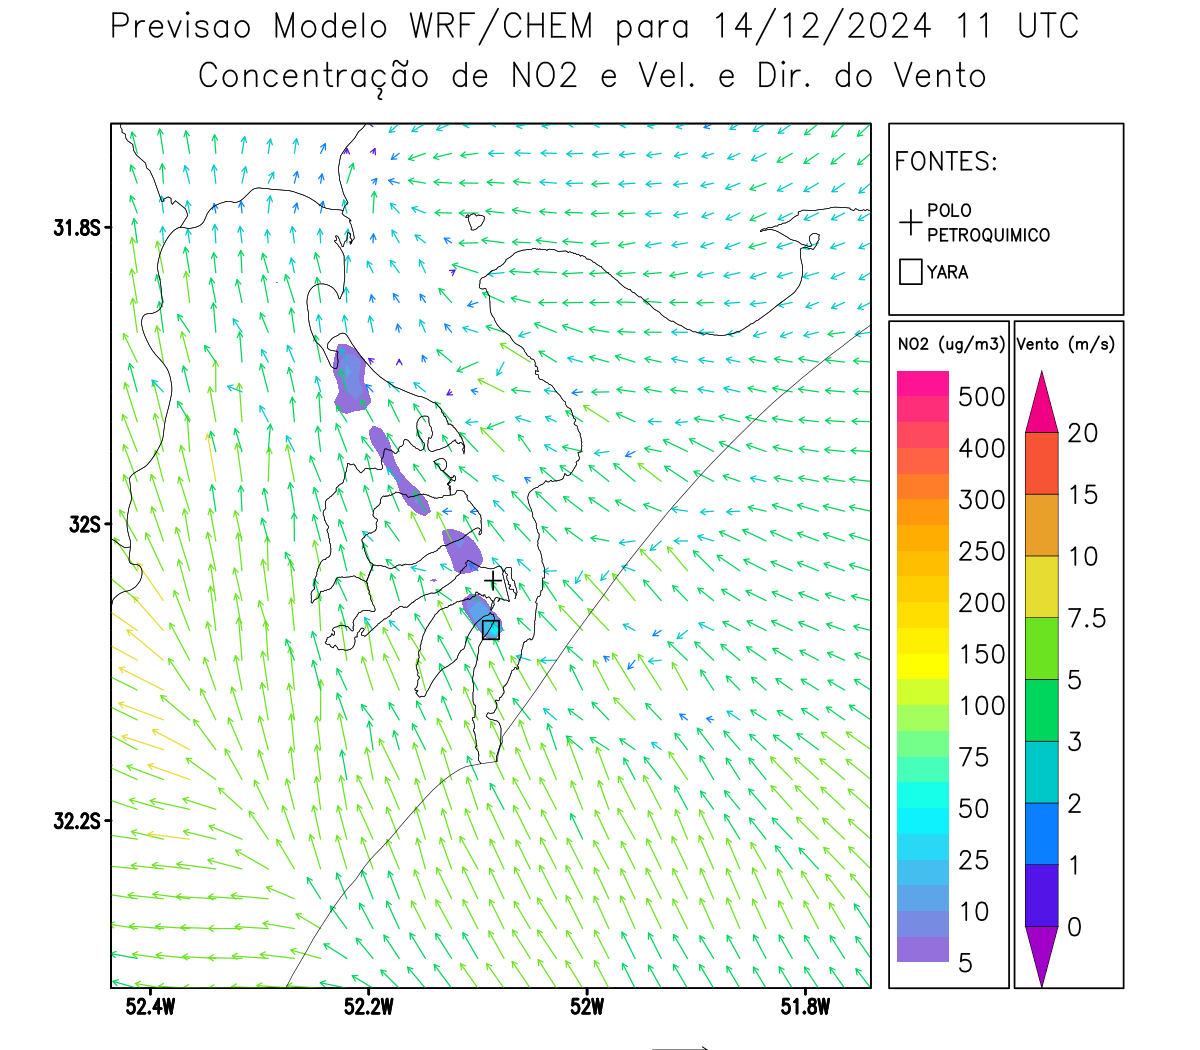 Previsao Modelo WRF/CHEM para 14/12/2024 11 UTC
Concentração de NO2 e Vel. e Dir. do Vento
FONTES:
POLO
PETROQUIMICO
YARA
NO2 (ug/m3)
500
400
300
250
200
150
100
75
50
25
10
5
Vento (m/s)
20
15
10
7.5
5
3
2
1
0
31.8S
32S
32.2S
52.4W
52.2W
52W
51.8W